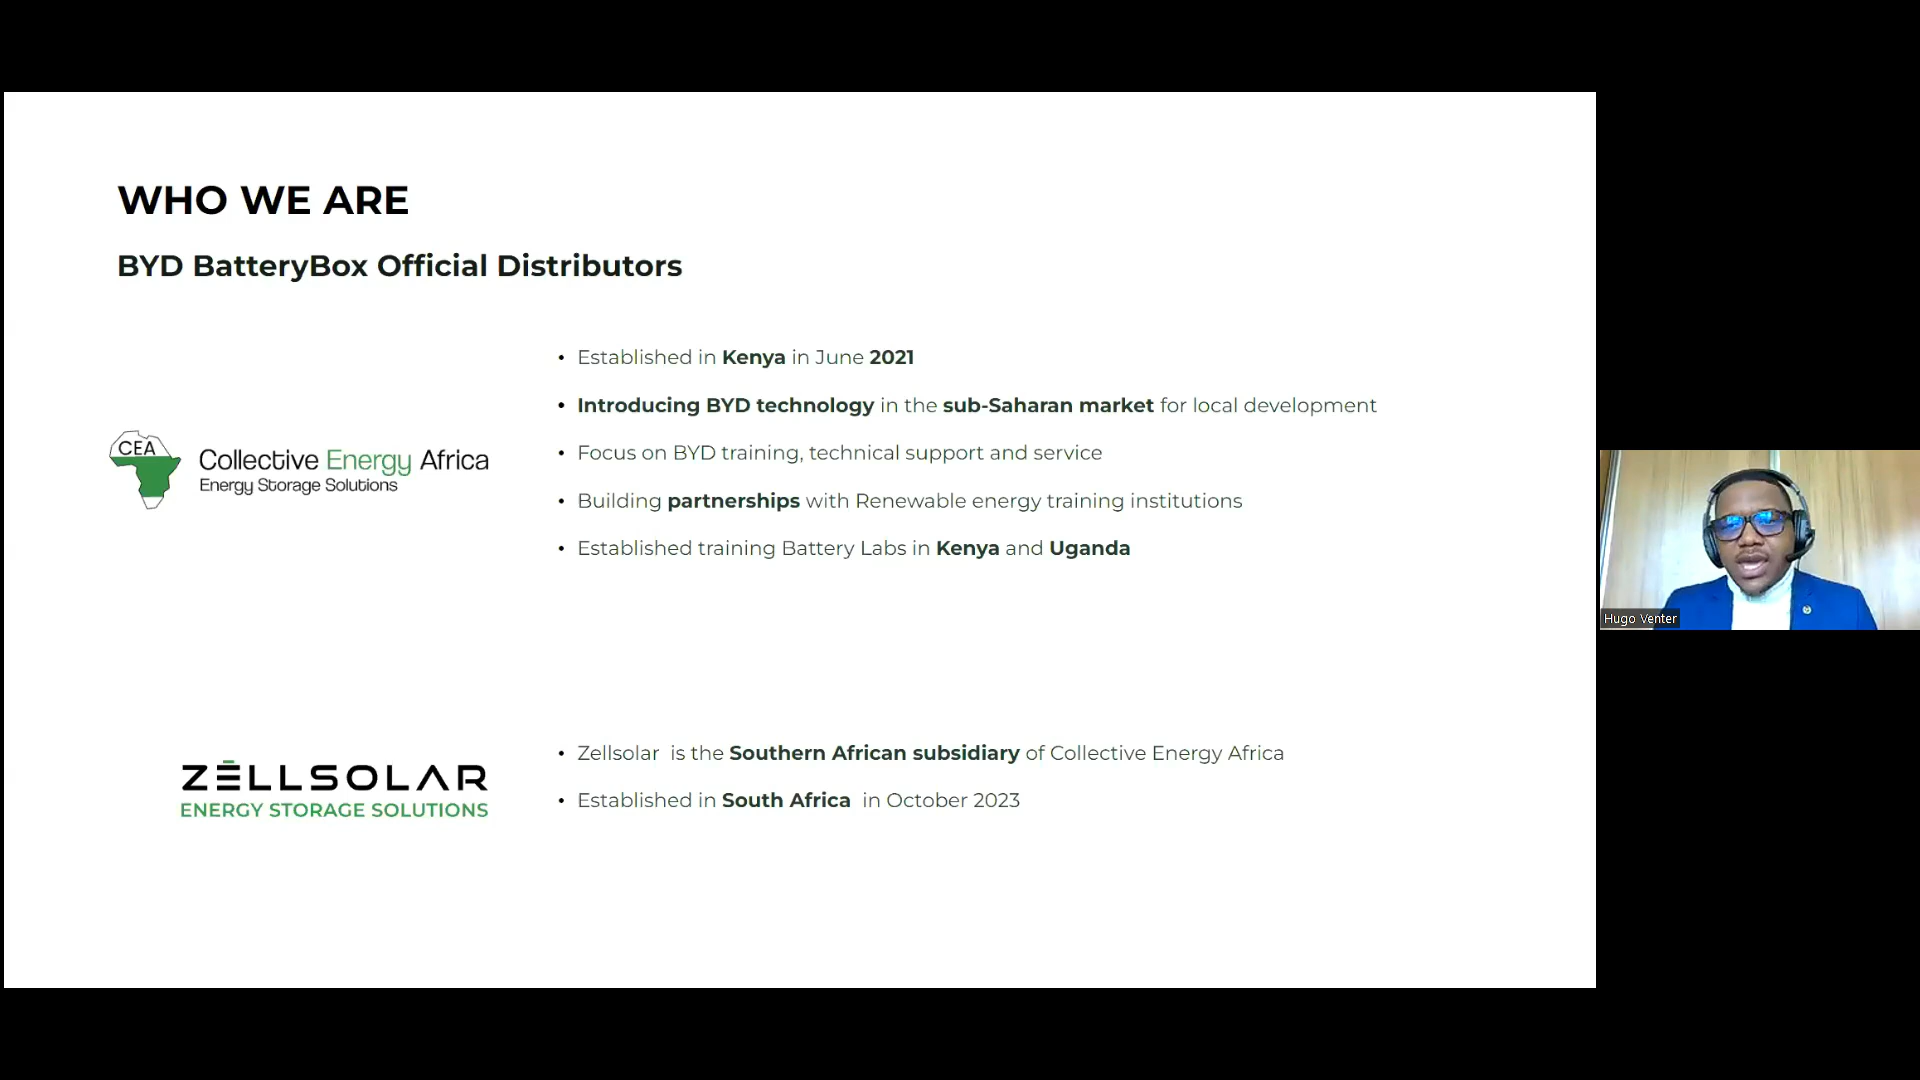 WHO WE ARE
BYD BatteryBox Official Distributors
• Established in Kenya in June 2021
• Introducing BYD technology in the sub-Saharan market for local development
• Focus on BYD training, technical support and service
• Building partnerships with Renewable energy training institutions
• Established training Battery Labs in Kenya and Uganda
CEA
Collective Energy Africa
Energy Storage Solutions
• Zellsolar is the Southern African subsidiary of Collective Energy Africa
• Established in South Africa in October 2023
ZĒLLSOLAR
ENERGY STORAGE SOLUTIONS
Hugo Venter